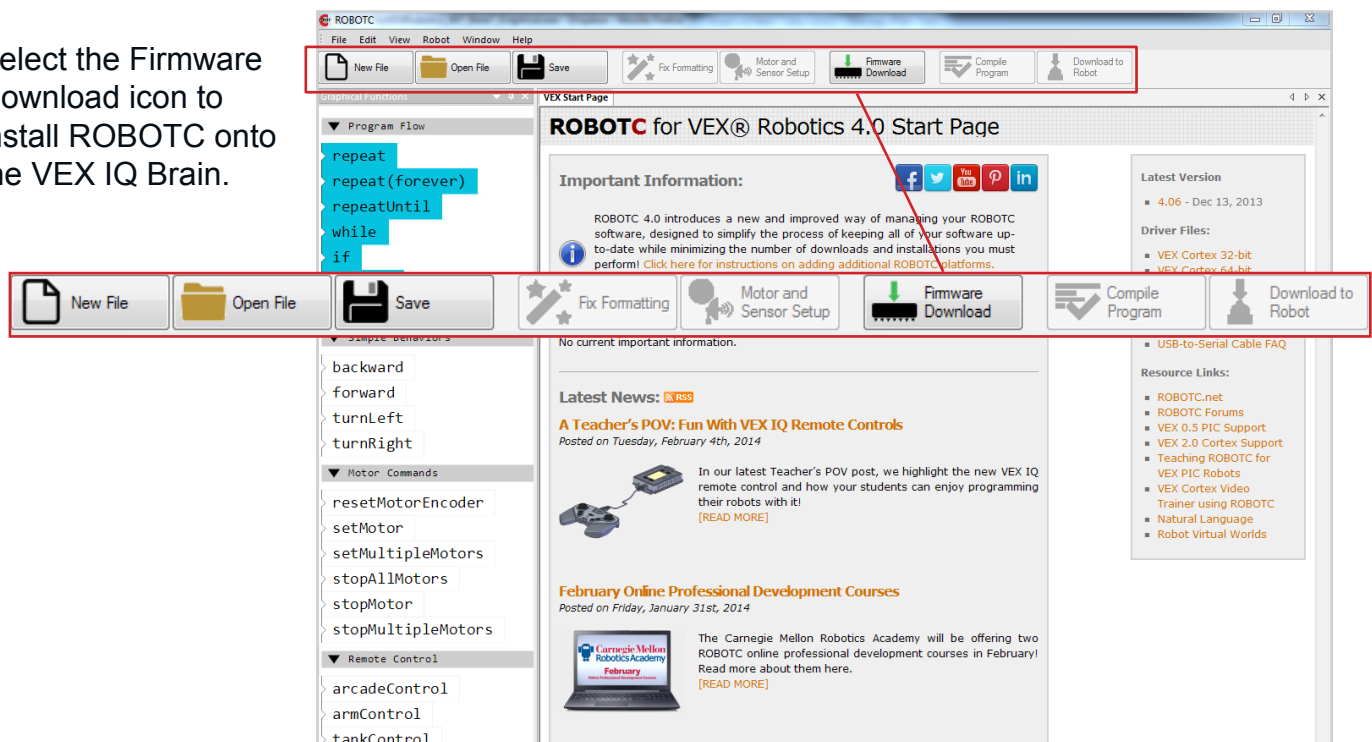 elect the Firmware
ownload icon to
nstall ROBOTC onto
he VEX IQ Brain.
ROBOTC
File Edit View Robot Window Help
New File Open File Save Fix Formatting Motor and Sensor Setup Firmware Download Compile Program Download to Robot
Graphical Functions
VEX Start Page
Program Flow
repeat
repeat(forever)
repeatUntil
while
if
ROBOTC for VEX® Robotics 4.0 Start Page
Important Information:
You
Tube
in
ROBOTC 4.0 introduces a new and improved way of managing your ROBOTC
software, designed to simplify the process of keeping all of your software up-
to-date while minimizing the number of downloads and installations you must
perform! Click here for instructions on adding additional ROBOTC platforms.
Latest Version
4.06 - Dec 13, 2013
Driver Files:
VEX Cortex 32-bit
VEX Cortex 64-bit
New File Open File Save Fix Formatting Motor and Sensor Setup Firmware Download Compile Program Download to Robot
Simple Behaviors
backward
forward
turnLeft
turnRight
Motor Commands
resetMotorEncoder
setMotor
setMultipleMotors
stopAllMotors
stopMotor
stopMultipleMotors
Remote Control
arcadeControl
armControl
tankControl
No current important information.
Latest News: RSS
A Teacher's POV: Fun With VEX IQ Remote Controls
Posted on Tuesday, February 4th, 2014
In our latest Teacher's POV post, we highlight the new VEX IQ
remote control and how your students can enjoy programming
their robots with it!
[READ MORE]
February Online Professional Development Courses
Posted on Friday, January 31st, 2014
Carnegie Mellon
Robotics Academy
February
The Carnegie Mellon Robotics Academy will be offering two
ROBOTC online professional development courses in February!
Read more about them here.
[READ MORE]
USB-to-Serial Cable FAQ
Resource Links:
ROBOTC.net
ROBOTC Forums
VEX 0.5 PIC Support
VEX 2.0 Cortex Support
Teaching ROBOTC for
VEX PIC Robots
VEX Cortex Video
Trainer using ROBOTC
Natural Language
Robot Virtual Worlds